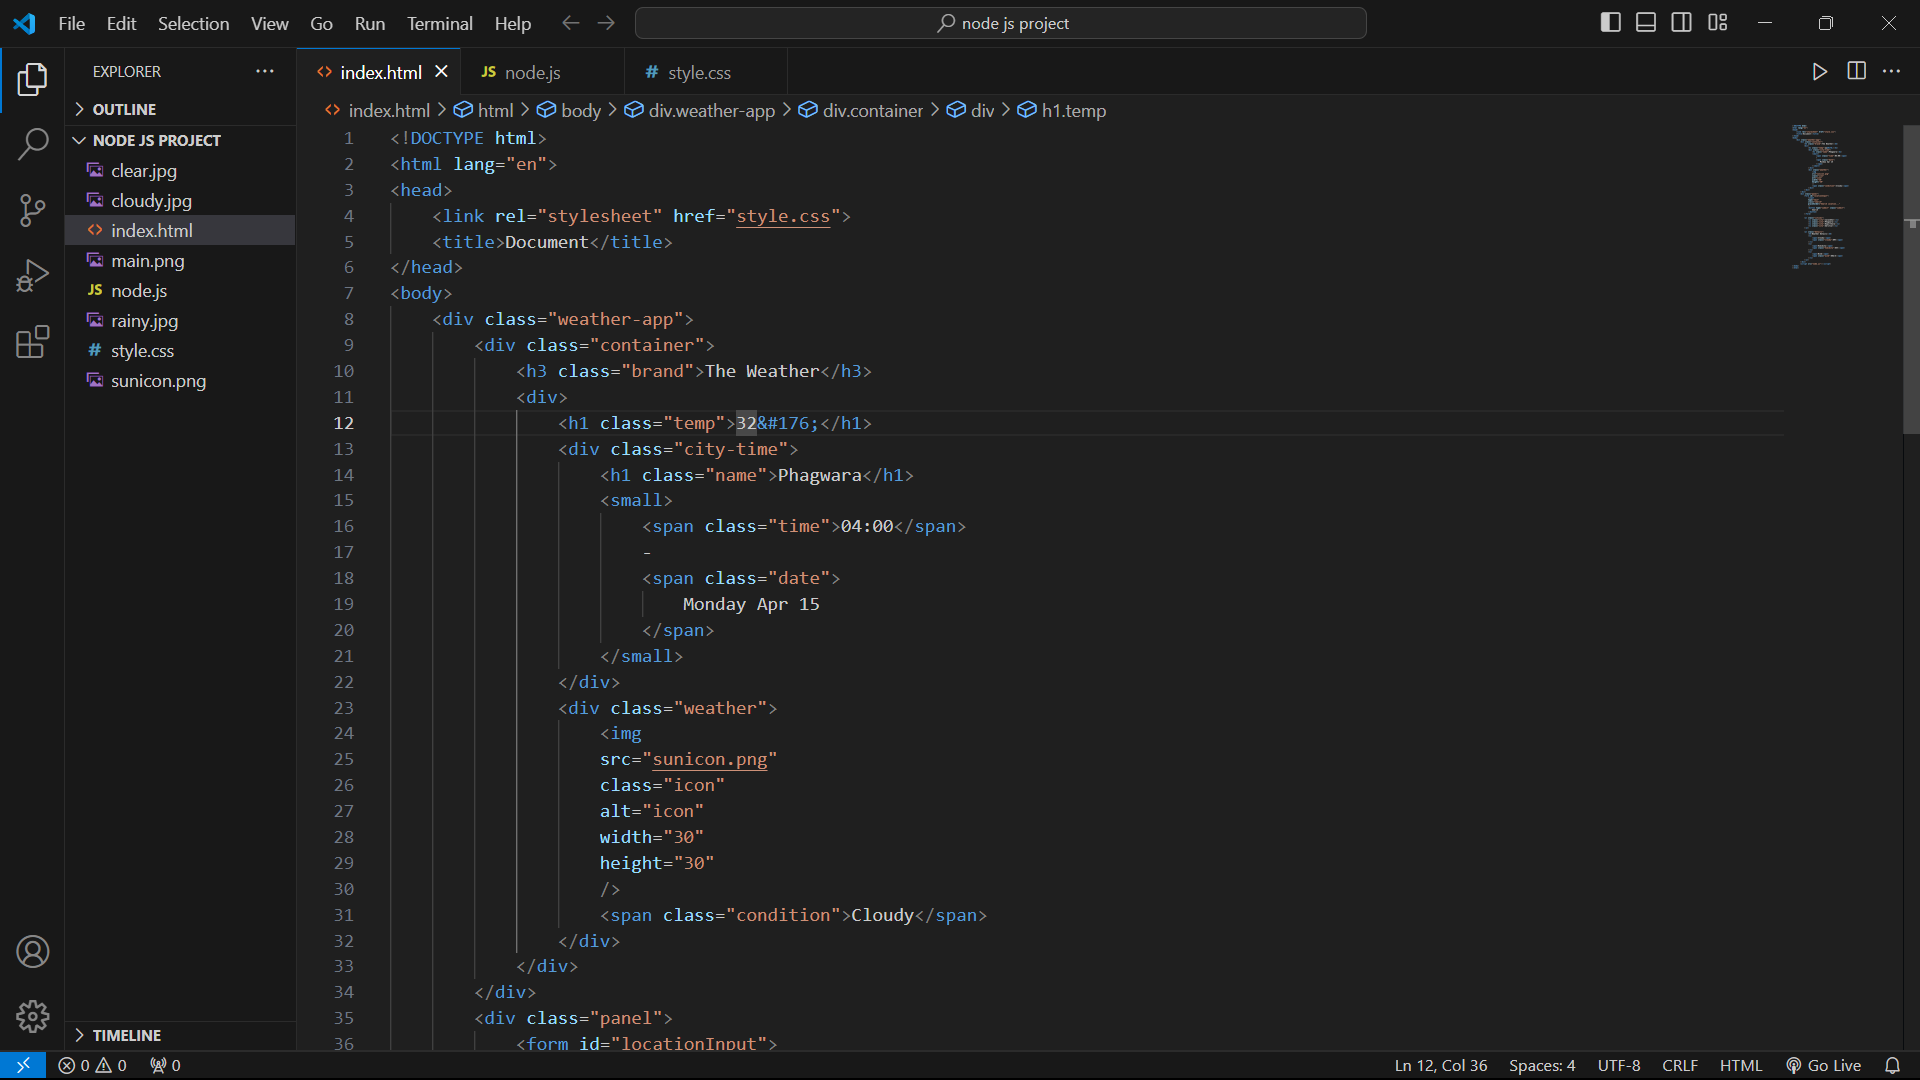 File Edit Selection View Go Run Terminal Help
node js project
EXPLORER
OUTLINE
NODE JS PROJECT
clear.jpg
cloudy.jpg
index.html
main.png
JS node.js
rainy.jpg
# style.css
sunicon.png
TIMELINE
<> index.html
JS node.js
# style.css
<> index.html > html > body > div.weather-app > div.container > div > h1.temp
1 <!DOCTYPE html>
2 <html lang="en">
3 <head>
4 <link rel="stylesheet" href="style.css">
5 <title>Document</title>
6 </head>
7 <body>
8 <div class="weather-app">
9 <div class="container">
10 <h3 class="brand">The Weather</h3>
11 <div>
12 <h1 class="temp">32&#176;</h1>
13 <div class="city-time">
14 <h1 class="name">Phagwara</h1>
15 <small>
16 <span class="time">04:00</span>
17 -
18 <span class="date">
19 Monday Apr 15
20 </span>
21 </small>
22 </div>
23 <div class="weather">
24 <img
25 src="sunicon.png"
26 class="icon"
27 alt="icon"
28 width="30"
29 height="30"
30 />
31 <span class="condition">Cloudy</span>
32 </div>
33 </div>
34 </div>
35 <div class="panel">
36 <form id="locationInput">
0 0 0
Ln 12, Col 36 Spaces: 4 UTF-8 CRLF HTML Go Live